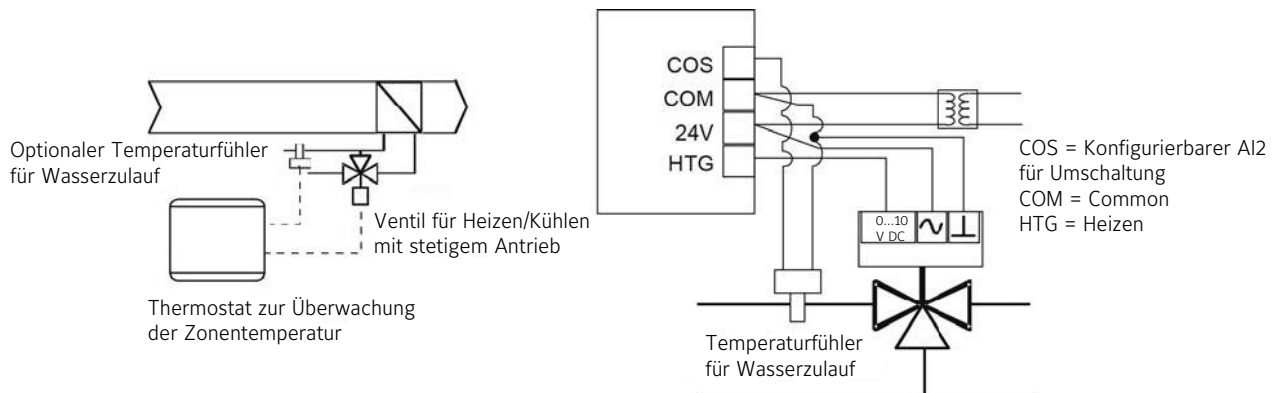 Optionaler Temperaturfühler
für Wasserzulauf
Ventil für Heizen/Kühlen
mit stetigem Antrieb
Thermostat zur Überwachung
der Zonentemperatur
COS
COM
24V
HTG
0...10
V DC
COS = Konfigurierbarer AI2
für Umschaltung
COM = Common
HTG = Heizen
Temperaturfühler
für Wasserzulauf